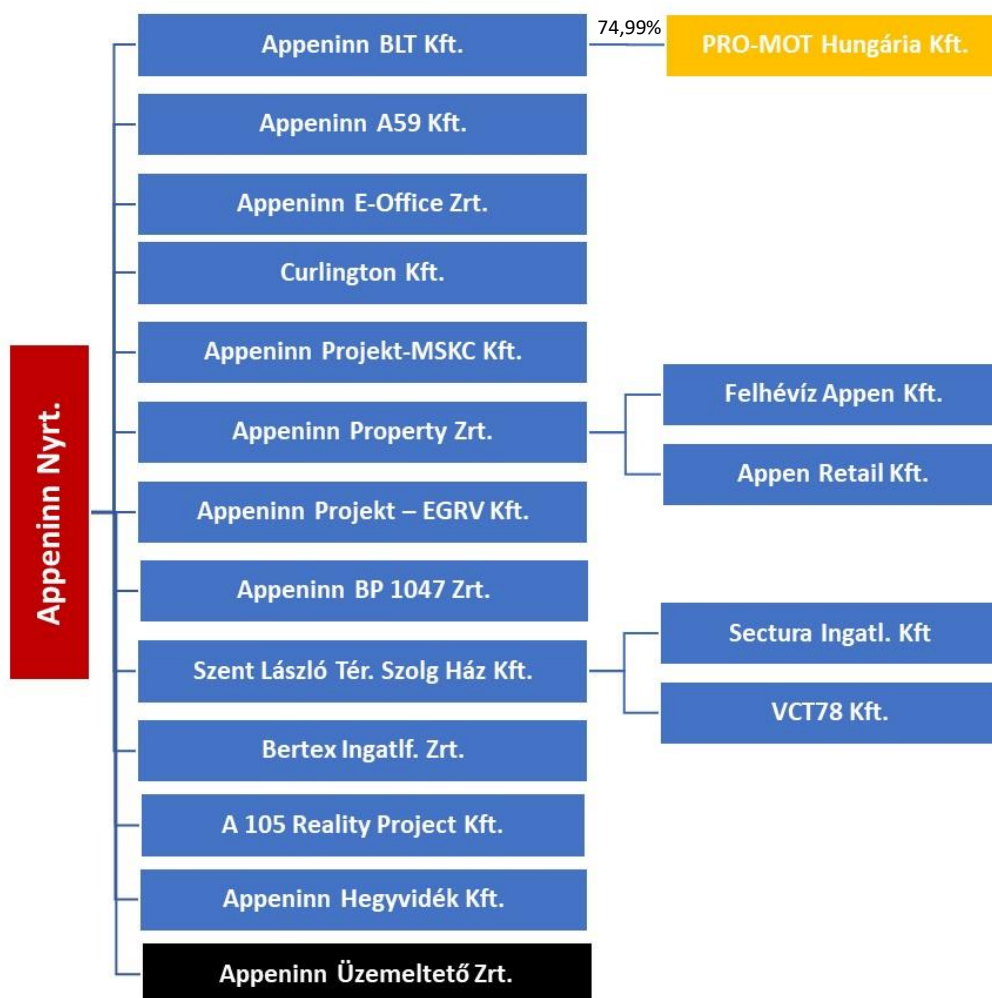 Appeninn Nyrt.
Appeninn BLT Kft.
74,99%
PRO-MOT Hungária Kft.
Appeninn A59 Kft.
Appeninn E-Office Zrt.
Curlington Kft.
Appeninn Projekt-MSKC Kft.
Appeninn Property Zrt.
Felhévíz Appen Kft.
Appen Retail Kft.
Appeninn Projekt – EGRV Kft.
Appeninn BP 1047 Zrt.
Szent László Tér. Szolg Ház Kft.
Sectura Ingatl. Kft
VCT78 Kft.
Bertex Ingatlf. Zrt.
A 105 Reality Project Kft.
Appeninn Hegyvidék Kft.
Appeninn Üzemeltető Zrt.